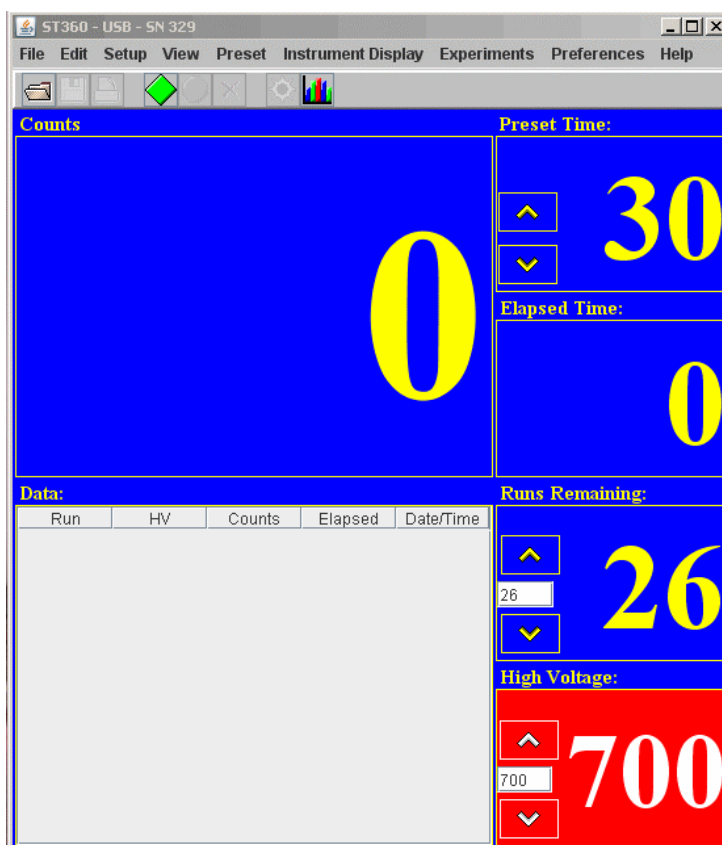 ST360 - USB - SN 329
File Edit Setup View Preset Instrument Display Experiments Preferences Help
Counts
0
Preset Time:
30
Elapsed Time:
0
Data:
Run HV Counts Elapsed Date/Time
Runs Remaining:
26
26
High Voltage:
700
700